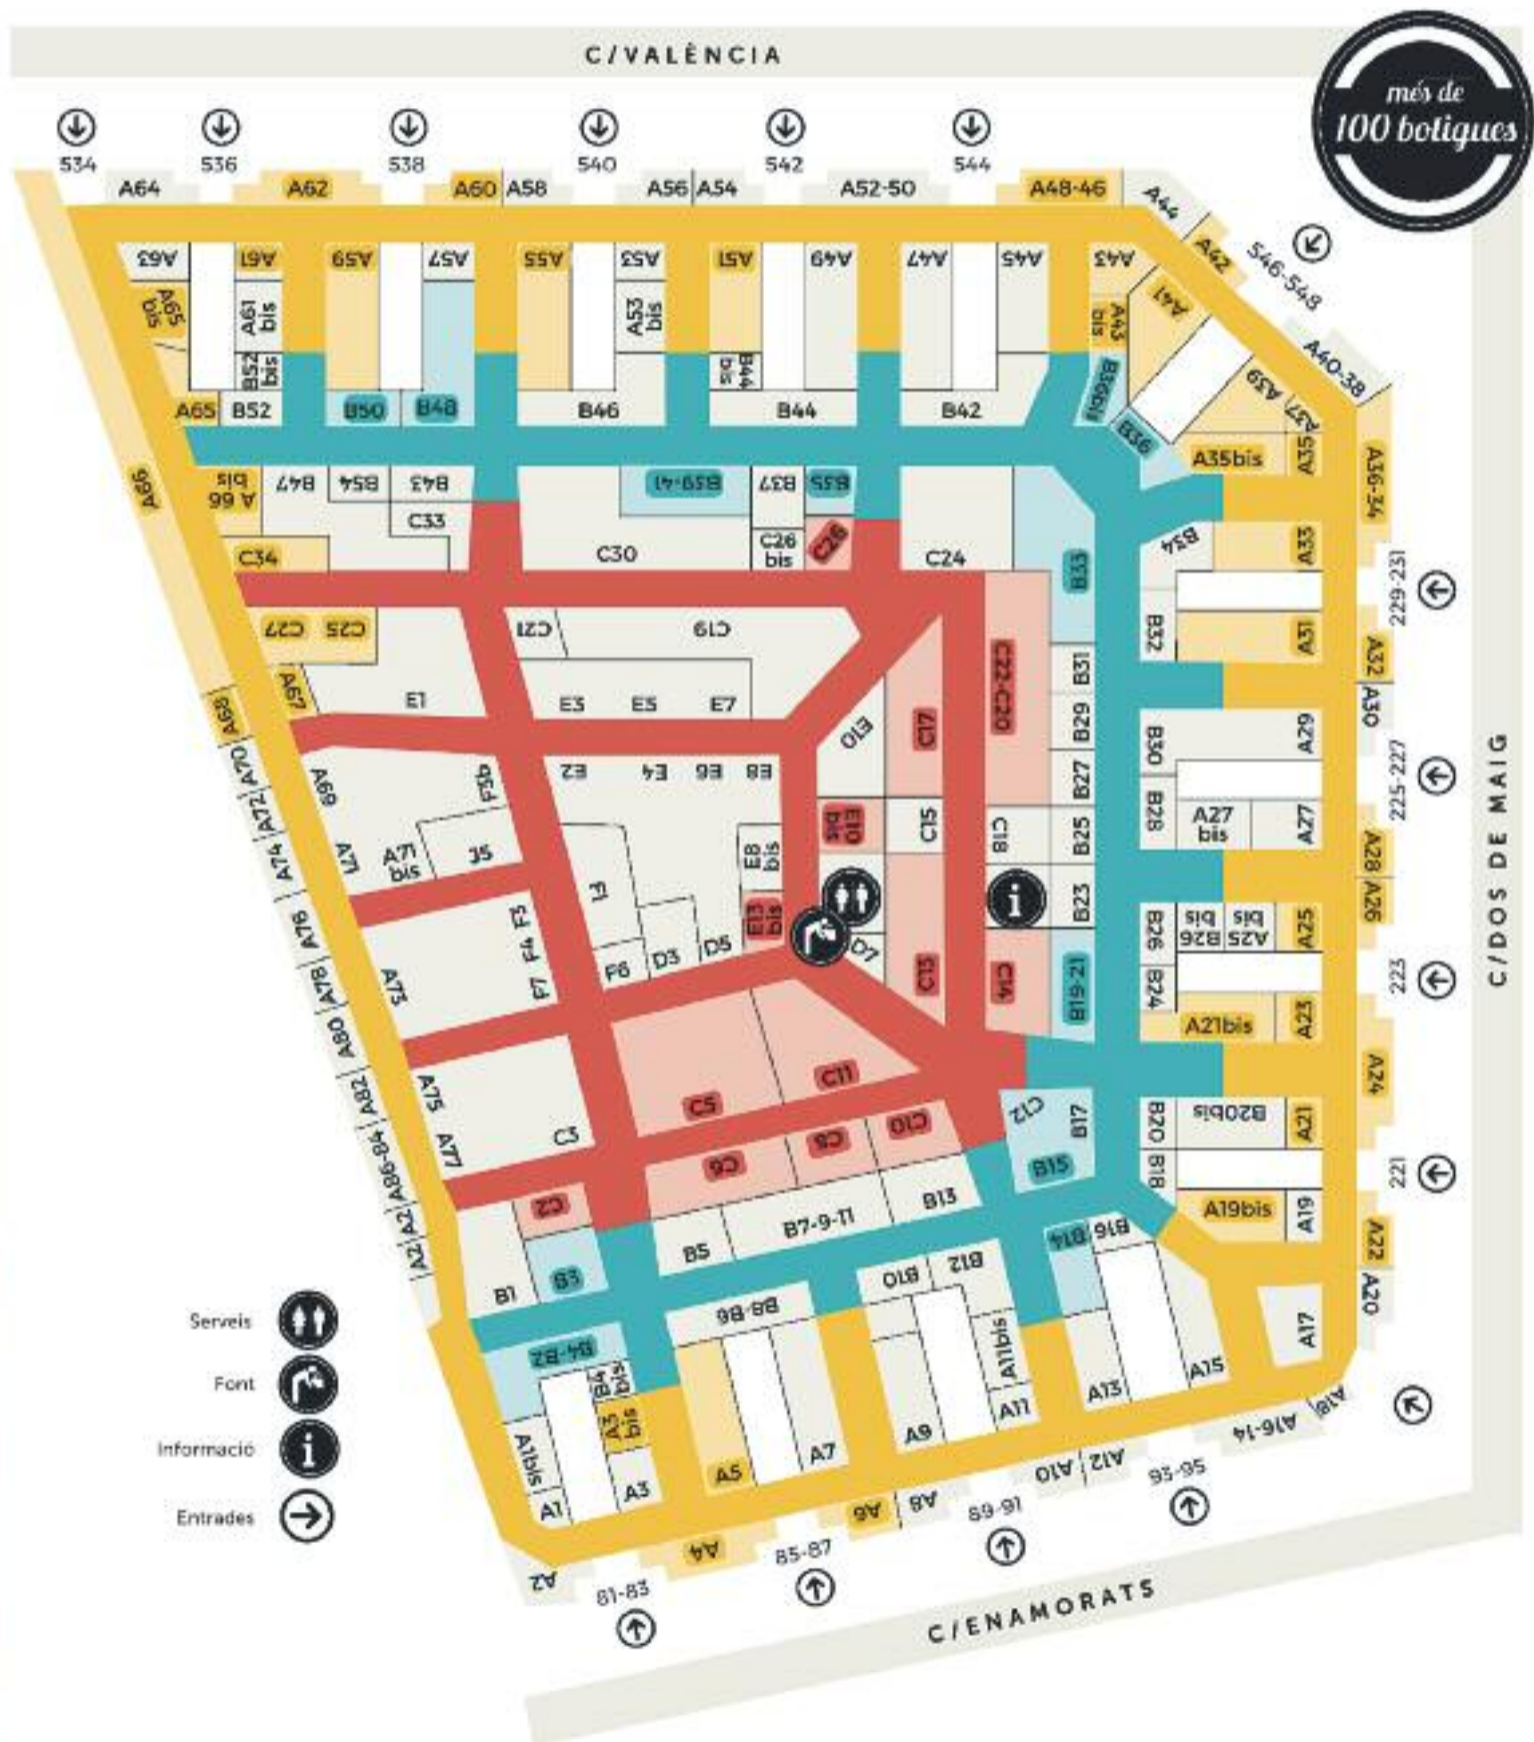 C/VALÈNCIA
més de
100 botigues
534
536
538
540
542
544
A64
A62
A60
A58
A56
A54
A52-50
A48-46
A44
A42
546-548
A63
A61
A59
A57
A55
A53
A51
A49
A47
A45
A43
A41
A65
bis
A61
bis
A53
bis
A43
bis
A40-38
B52
bis
B44
bis
B36bis
A39
A37
A65
B52
B50
B48
B46
B44
B42
B36
A35bis
A35
A36-34
A66
A 66
bis
B47
B54
B43
B39-41
B37
B35
C33
C34
C30
C26
bis
C26
C24
B33
B34
A33
229-231
C27
C25
C21
C19
C22-C20
B32
A31
A32
A67
E1
E3
E5
E7
E10
C17
B31
B29
A30
A68
B30
A29
C/DOS DE MAIG
225-227
A70
A69
F3b
E2
E4
E6
E8
B27
A72
A74
A71
A71
bis
J5
E8
bis
E10
bis
C15
C18
B25
B28
A27
bis
A27
A28
F1
E13
bis
B23
A26
A76
F3
F4
F7
F6
D3
D5
D7
C13
C14
B19-21
B26
B26
bis
A25
bis
A25
223
A78
A73
B24
A21bis
A23
A80
A82
A75
C5
C11
A24
A77
C3
C6
C8
C10
C12
B17
B15
B20
B20bis
A21
B18
221
A86-84
C2
B13
B7-9-11
B5
A19bis
A19
A22
B1
B3
B14
B16
B12
B10
B8-B6
A20
A17
Serveis
B4-B2
B4
bis
A11bis
A15
A13
Font
A3
bis
A11
A9
A7
A5
A18
A16-14
Informació
A1bis
A3
A1
A12
A10
93-95
Entrades
A8
A6
89-91
A4
85-87
A2
81-83
C/ENAMORATS